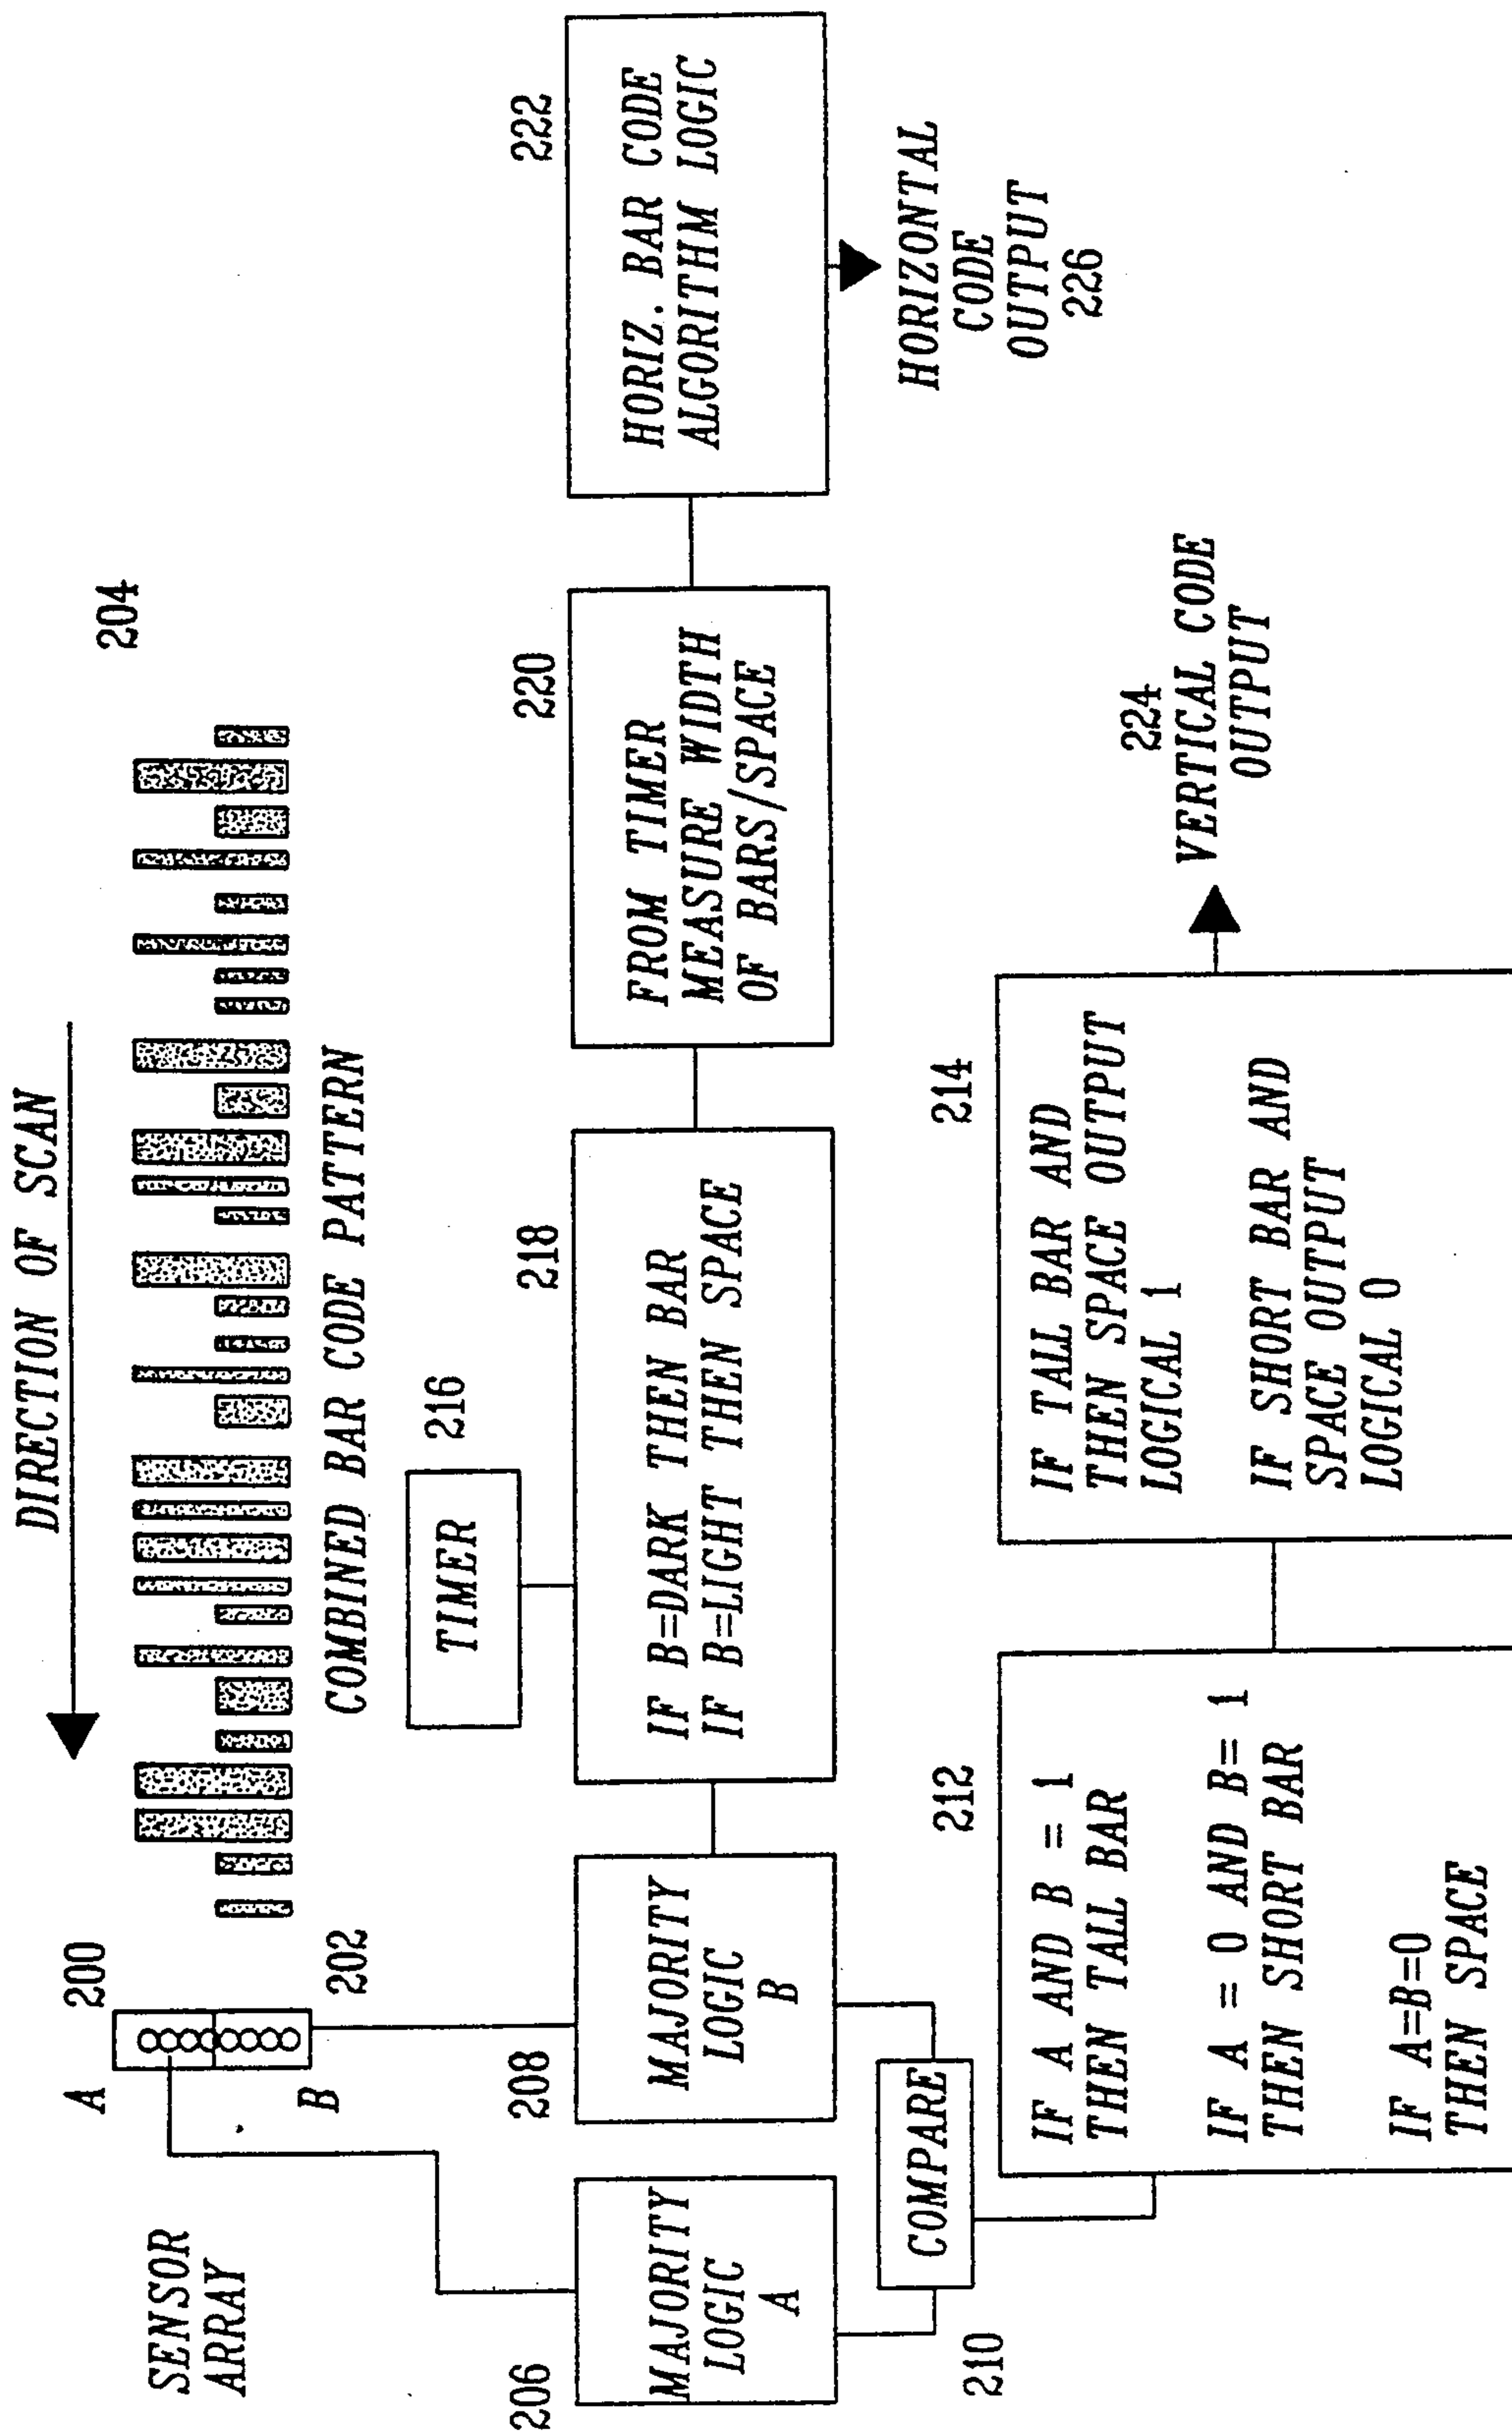 DIRECTION OF SCAN
204
200
A
SENSOR
ARRAY
B
202
COMBINED BAR CODE PATTERN
216
TIMER
206
MAJORITY
LOGIC
A
208
MAJORITY
LOGIC
B
218
IF B=DARK THEN BAR
IF B=LIGHT THEN SPACE
220
FROM TIMER
MEASURE WIDTH
OF BARS/SPACE
222
HORIZ. BAR CODE
ALGORITHM LOGIC
HORIZONTAL
CODE
OUTPUT
226
210
COMPARE
212
IF A AND B = 1
THEN TALL BAR
IF A = 0 AND B= 1
THEN SHORT BAR
IF A=B=0
THEN SPACE
214
IF TALL BAR AND
THEN SPACE OUTPUT
LOGICAL 1
IF SHORT BAR AND
SPACE OUTPUT
LOGICAL 0
224
VERTICAL CODE
OUTPUT